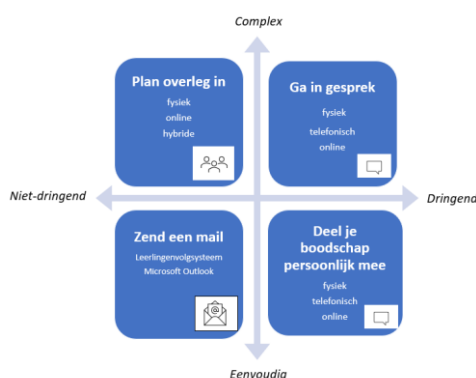 Complex
Plan overleg in
fysiek
online
hybride
Ga in gesprek
fysiek
telefonisch
online
Niet-dringend
Dringend
Zend een mail
Leerlingenvolgsysteem
Microsoft Outlook
@
Deel je
boodschap
persoonlijk mee
fysiek
telefonisch
online
Eenvoudig